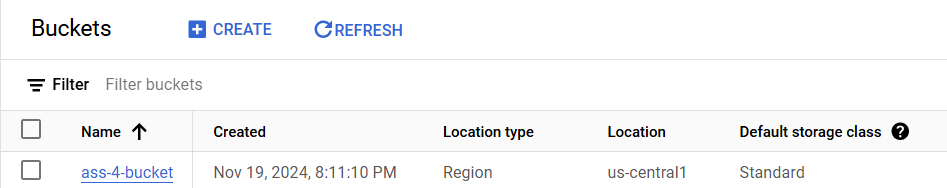 Buckets CREATE REFRESH
Filter Filter buckets
Name Created Location type Location Default storage class ?
ass-4-bucket Nov 19, 2024, 8:11:10 PM Region us-central1 Standard